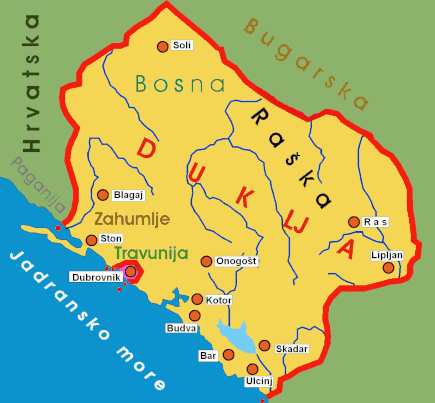 Hrvatska
Bugarska
Soli
Bosna
Raška
DUKLJA
Paganija
Blagaj
Zahumlje
Ras
Ston
Travunija
Lipljan
Onogošt
Dubrovnik
Jadransko more
Kotor
Budva
Skadar
Bar
Ulcinj